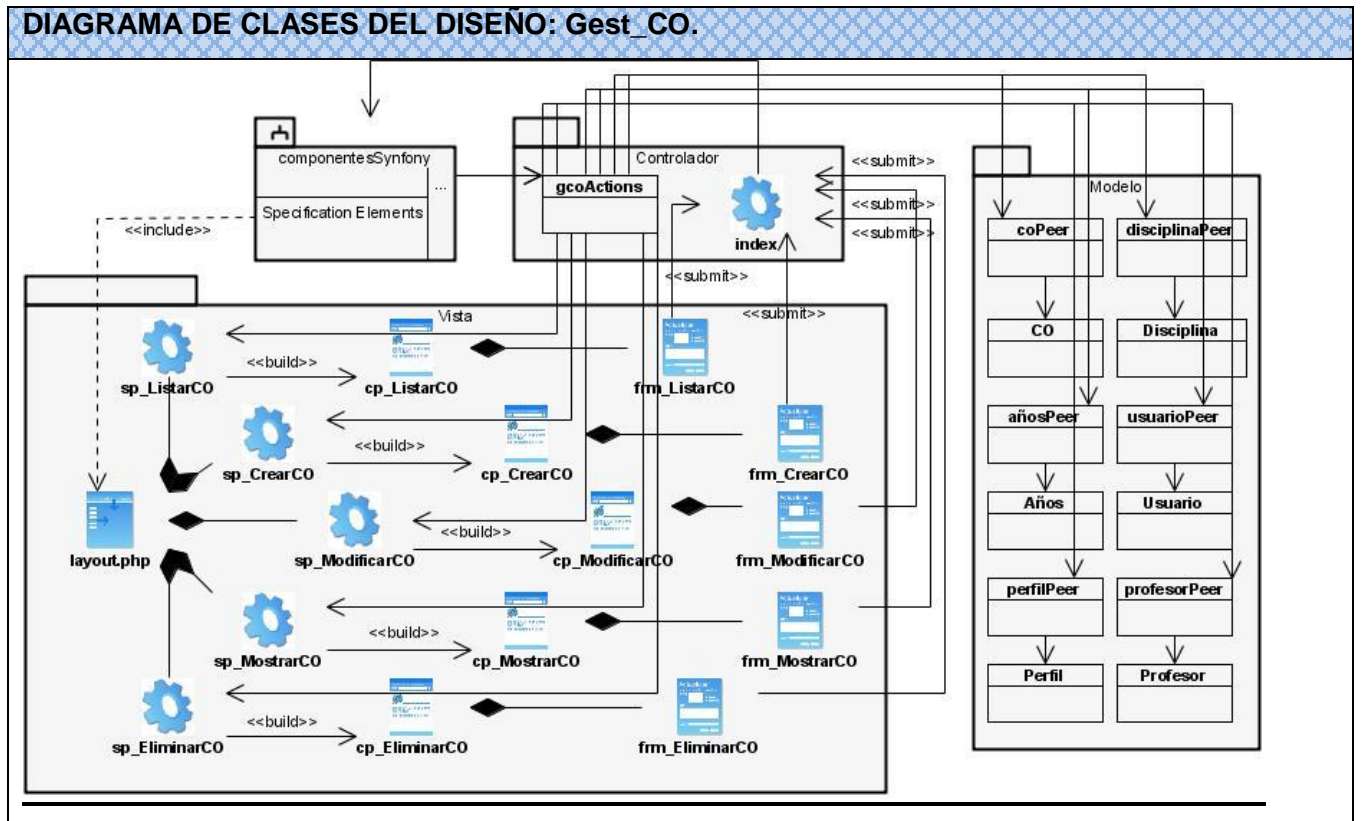 DIAGRAMA DE CLASES DEL DISEÑO: Gest_CO.
componentesSynfony
...
Specification Elements
<<include>>
Controlador
gcoActions
index
<<submit>>
<<submit>>
<<submit>>
<<submit>>
<<submit>>
Modelo
coPeer
disciplinaPeer
CO
Disciplina
añosPeer
usuarioPeer
Años
Usuario
perfilPeer
profesorPeer
Perfil
Profesor
Vista
sp_ListarCO
<<build>>
cp_ListarCO
frm_ListarCO
sp_CrearCO
<<build>>
cp_CrearCO
frm_CrearCO
layout.php
sp_ModificarCO
<<build>>
cp_ModificarCO
frm_ModificarCO
sp_MostrarCO
<<build>>
cp_MostrarCO
frm_MostrarCO
sp_EliminarCO
<<build>>
cp_EliminarCO
frm_EliminarCO